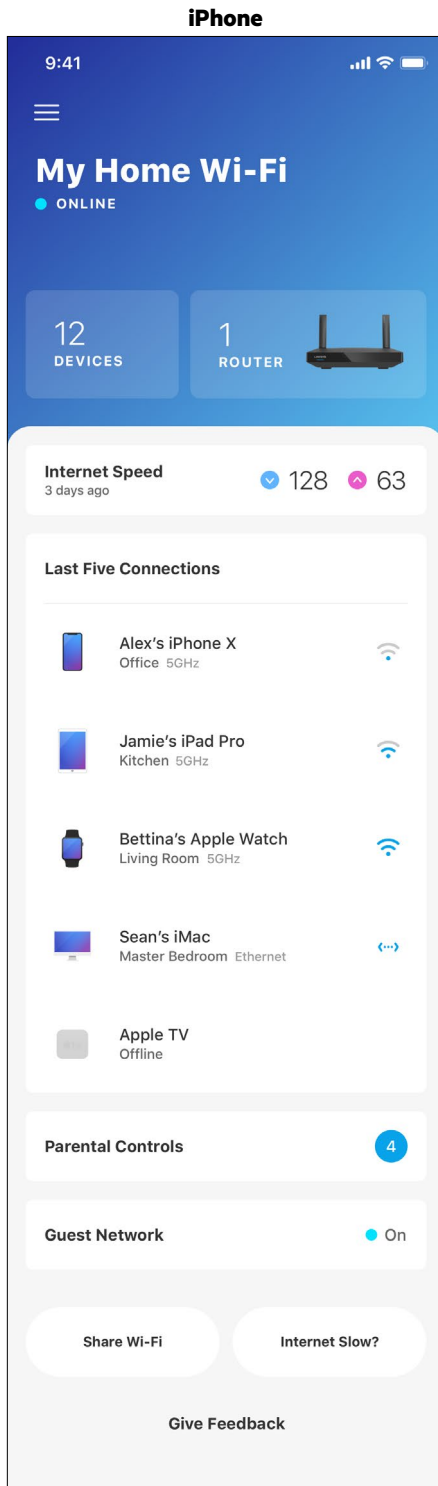 iPhone
9:41
My Home Wi-Fi
ONLINE
12
DEVICES
1
ROUTER
Internet Speed
3 days ago
128
63
Last Five Connections
Alex's iPhone X
Office 5GHz
Jamie's iPad Pro
Kitchen 5GHz
Bettina's Apple Watch
Living Room 5GHz
Sean's iMac
Master Bedroom Ethernet
Apple TV
Offline
Parental Controls
4
Guest Network
On
Share Wi-Fi
Internet Slow?
Give Feedback